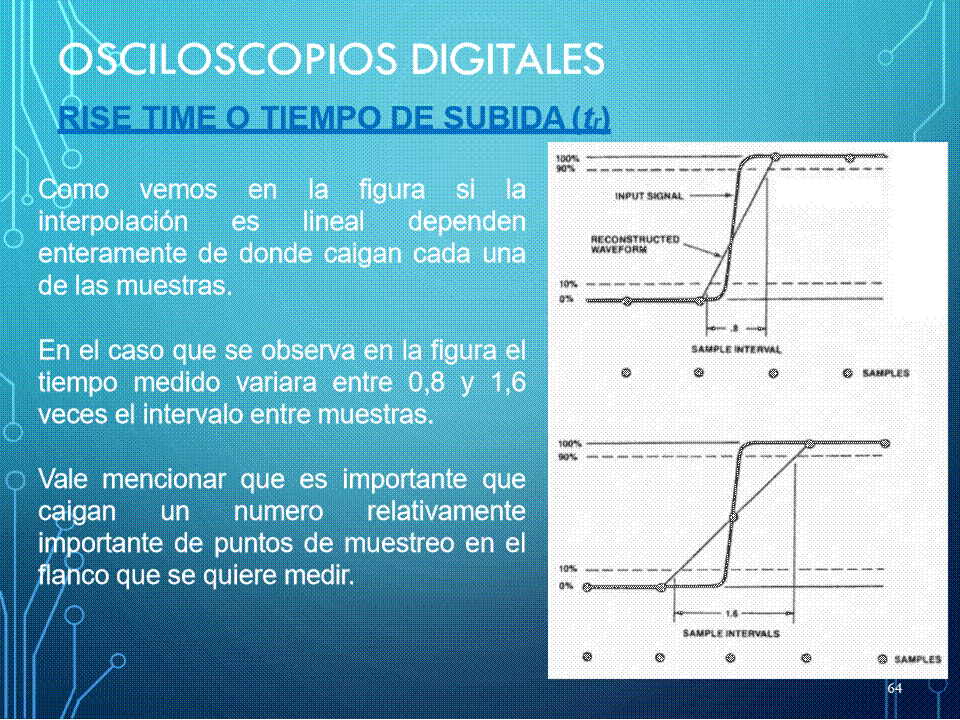 OSCILOSCOPIOS DIGITALES
RISE TIME O TIEMPO DE SUBIDA (tr)
Como vemos en la figura si la
interpolación es lineal dependen
enteramente de donde caigan cada una
de las muestras.
En el caso que se observa en la figura el
tiempo medido variara entre 0,8 y 1,6
veces el intervalo entre muestras.
Vale mencionar que es importante que
caigan un numero relativamente
importante de puntos de muestreo en el
flanco que se quiere medir.
100%
90%
INPUT SIGNAL
RECONSTRUCTED
WAVEFORM
10%
0%
.8
SAMPLE INTERVAL
SAMPLES
100%
90%
10%
0%
1.6
SAMPLE INTERVALS
SAMPLES
64